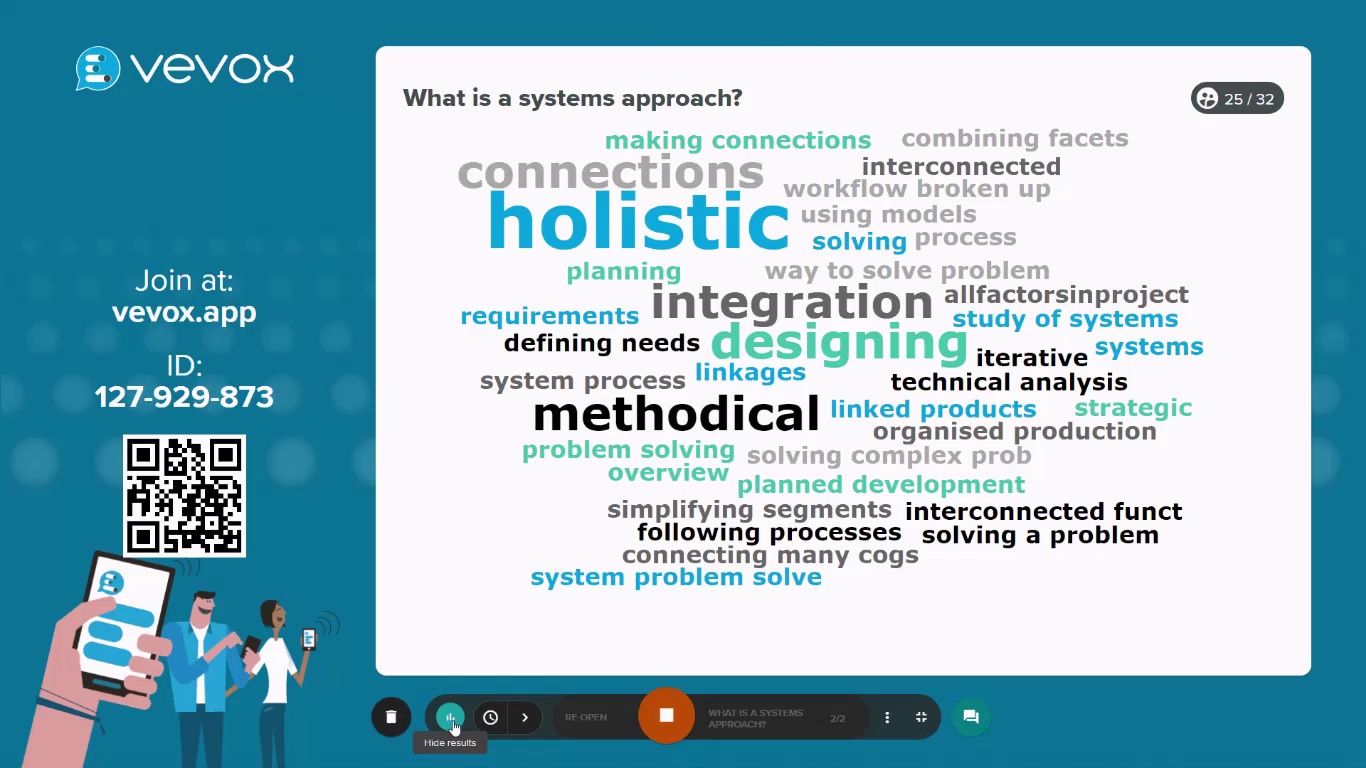 vevox
Join at:
vevox.app
ID:
127-929-873
What is a systems approach?
25 / 32
making connections
combining facets
connections
interconnected
workflow broken up
holistic
using models
solving
process
planning
way to solve problem
integration
allfactorsinproject
requirements
study of systems
defining needs
designing
iterative
systems
system process
linkages
technical analysis
methodical
linked products
strategic
organised production
problem solving
solving complex prob
overview
planned development
simplifying segments
interconnected funct
following processes
solving a problem
connecting many cogs
system problem solve
RE-OPEN
WHAT IS A SYSTEMS
APPROACH?
2/2
Hide results